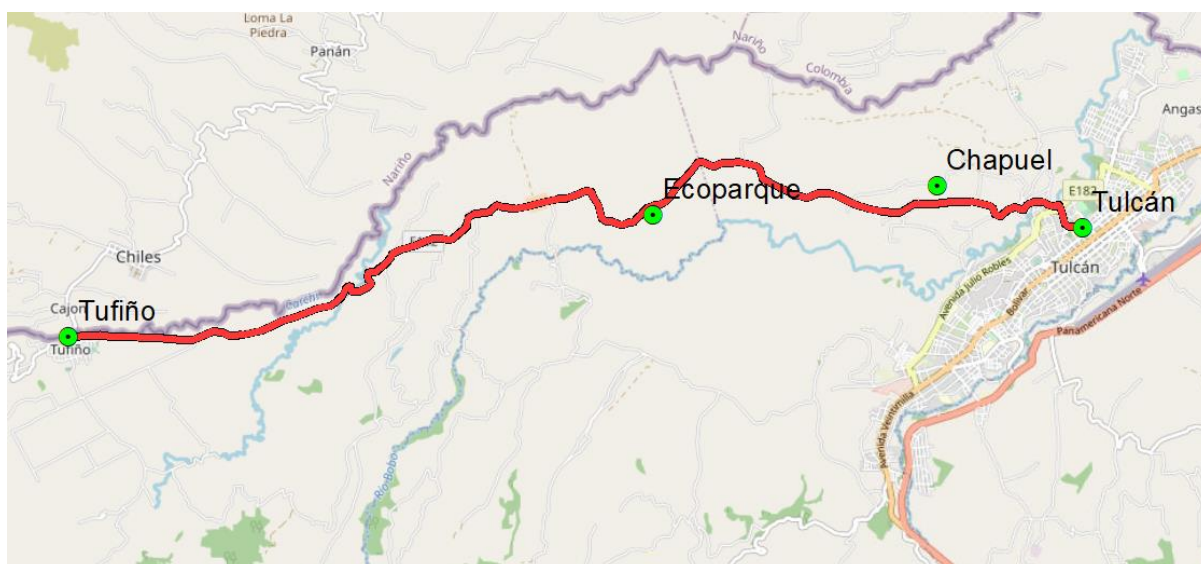 Loma La
Piedra
Panán
Nariño
Colombia
Angas
Nariño
Chapuel
Ecoparque
E182
Tulcán
Chiles
Tulcán
Avenida Julio Robles
Bolívar
Cajon
Tufiño
Tufiño
Panamericana Norte
Río Bobo
Avenida Veintimilla